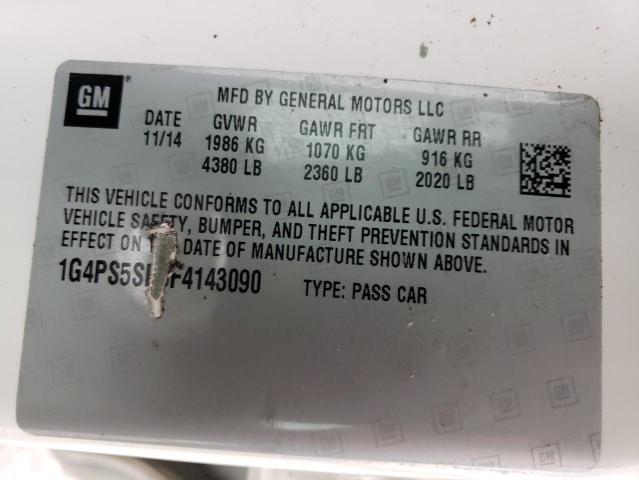 GM ®
MFD BY GENERAL MOTORS LLC
DATE GVWR GAWR FRT GAWR RR
11/14 1986 KG 1070 KG 916 KG
4380 LB 2360 LB 2020 LB
THIS VEHICLE CONFORMS TO ALL APPLICABLE U.S. FEDERAL MOTOR
VEHICLE SAFETY, BUMPER, AND THEFT PREVENTION STANDARDS IN
EFFECT ON DATE OF MANUFACTURE SHOWN ABOVE.
TYPE: PASS CAR